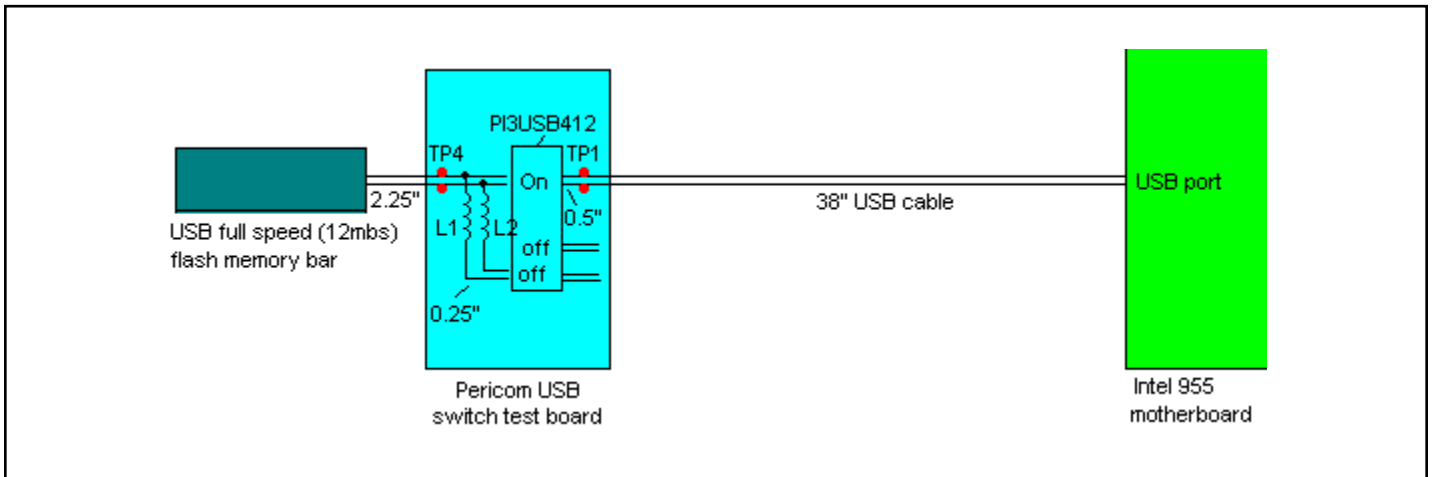 PI3USB412
TP4
TP1
On
USB port
2.25"
38" USB cable
L1
L2
0.5"
USB full speed (12mbs)
flash memory bar
off
off
0.25"
Pericom USB
switch test board
Intel 955
motherboard